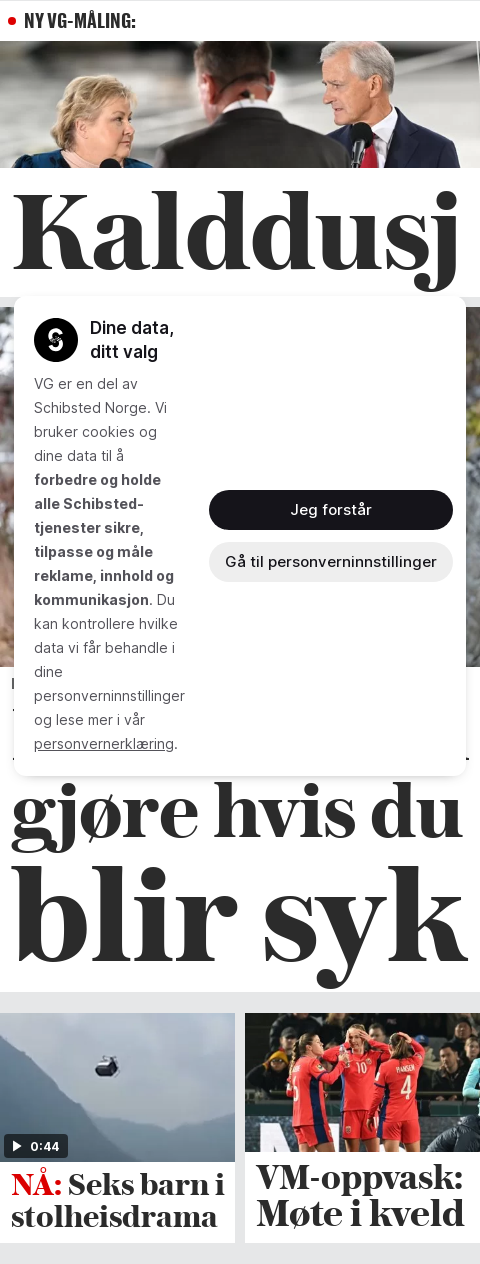 NY VG-MÅLING:
Kalddusj
Dine data,
ditt valg
VG er en del av
Schibsted Norge. Vi
bruker cookies og
dine data til å
forbedre og holde
alle Schibsted-
tjenester sikre,
tilpasse og måle
reklame, innhold og
kommunikasjon. Du
kan kontrollere hvilke
data vi får behandle i
dine
personverninnstillinger
og lese mer i vår
personvernerklæring.
Jeg forstår
Gå til personverninnstillinger
gjøre hvis du
blir syk
10
HANSEN
4
0:44
NÅ: Seks barn i
stolheisdrama
VM-oppvask:
Møte i kveld